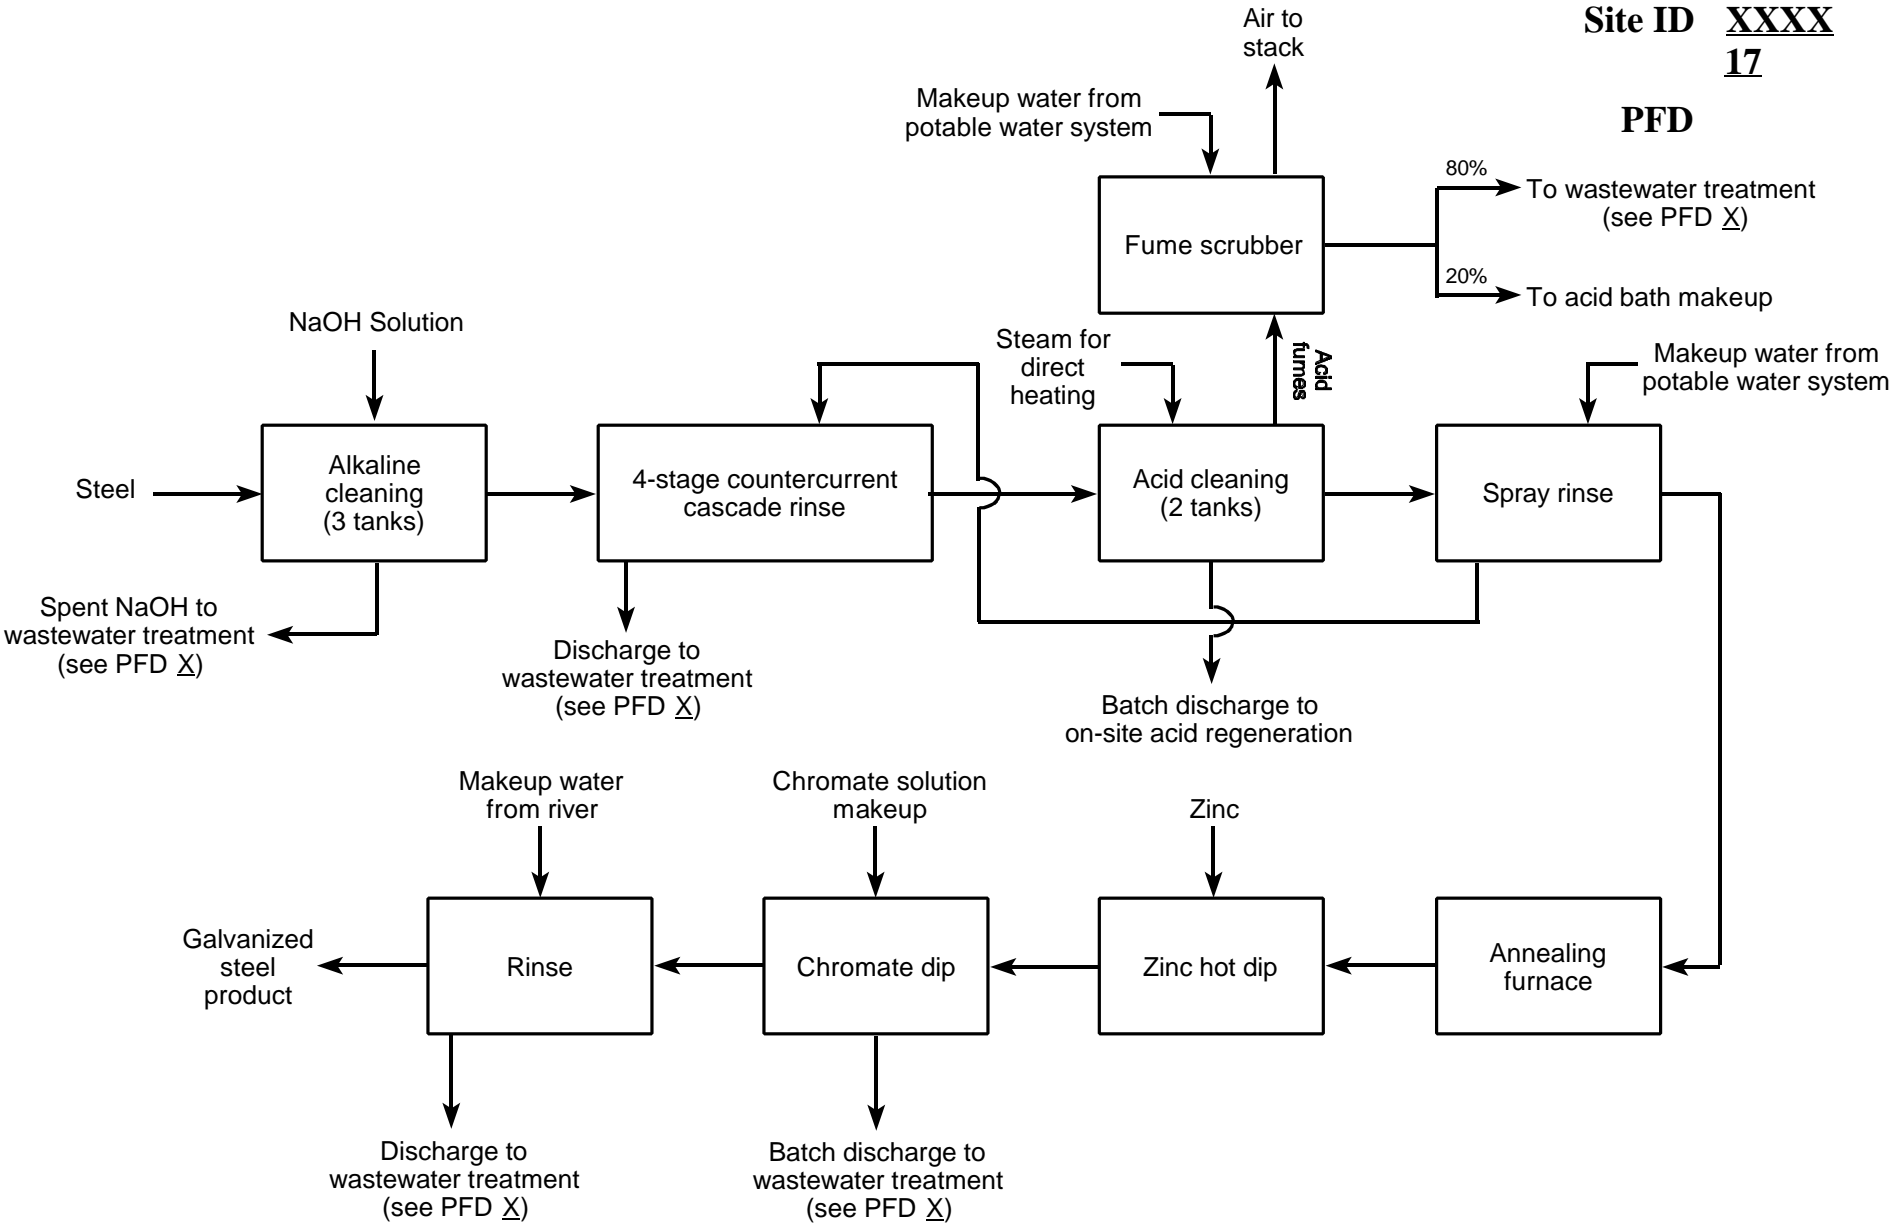 Site ID XXXX
17
PFD
Air to
stack
Makeup water from
potable water system
80%
To wastewater treatment
(see PFD X)
Fume scrubber
20%
To acid bath makeup
NaOH Solution
Steam for
direct
heating
Acid
fumes
Makeup water from
potable water system
Steel
Alkaline
cleaning
(3 tanks)
4-stage countercurrent
cascade rinse
Acid cleaning
(2 tanks)
Spray rinse
Spent NaOH to
wastewater treatment
(see PFD X)
Discharge to
wastewater treatment
(see PFD X)
Batch discharge to
on-site acid regeneration
Makeup water
from river
Chromate solution
makeup
Zinc
Galvanized
steel
product
Rinse
Chromate dip
Zinc hot dip
Annealing
furnace
Discharge to
wastewater treatment
(see PFD X)
Batch discharge to
wastewater treatment
(see PFD X)